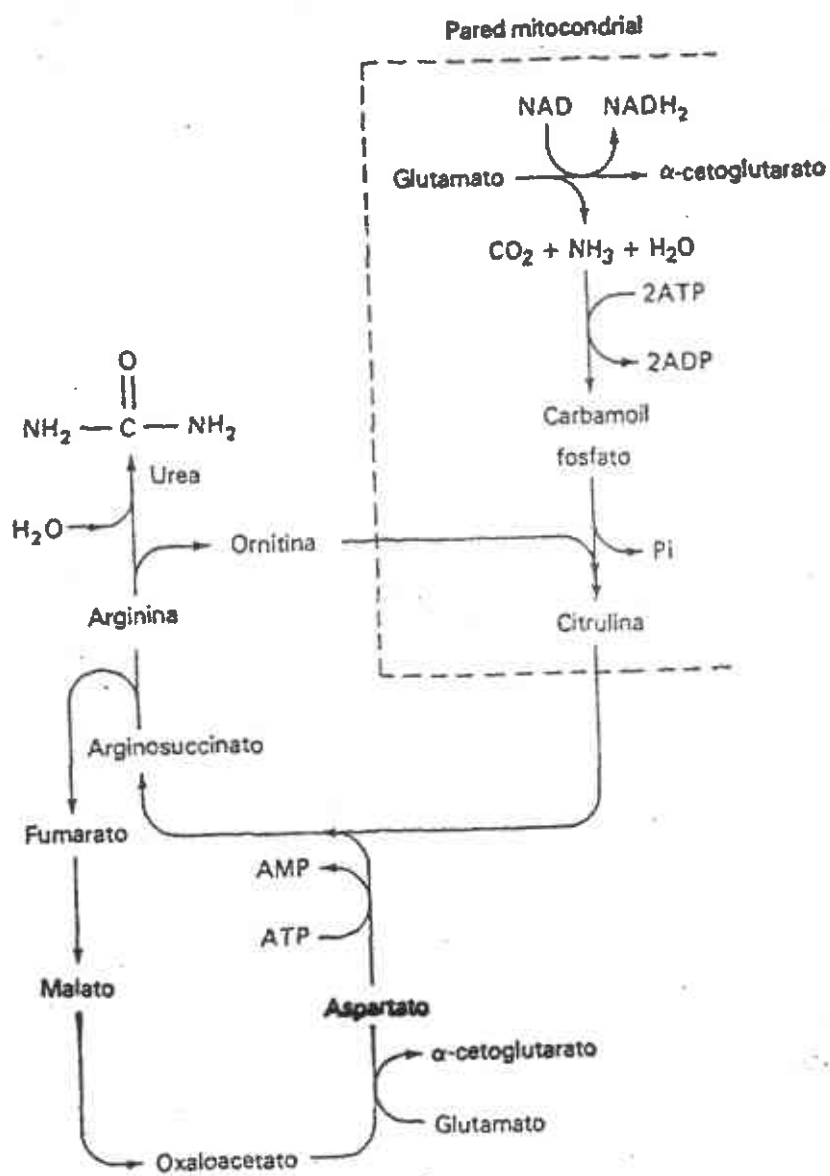 Pared mitocondrial
NAD NADH₂
Glutamato α-cetoglutarato
CO₂ + NH₃ + H₂O
2ATP
2ADP
Carbamoil
fosfato
O
NH₂ — C — NH₂
Urea
H₂O
Ornitina
Pi
Arginina
Citrulina
Arginosuccinato
Fumarato
AMP
ATP
Malato
Aspartato
α-cetoglutarato
Glutamato
Oxaloacetato